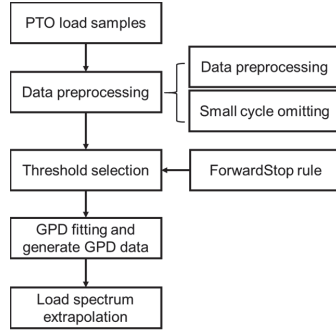 PTO load samples
Data preprocessing
Data preprocessing
Small cycle omitting
Threshold selection
ForwardStop rule
GPD fitting and
generate GPD data
Load spectrum
extrapolation